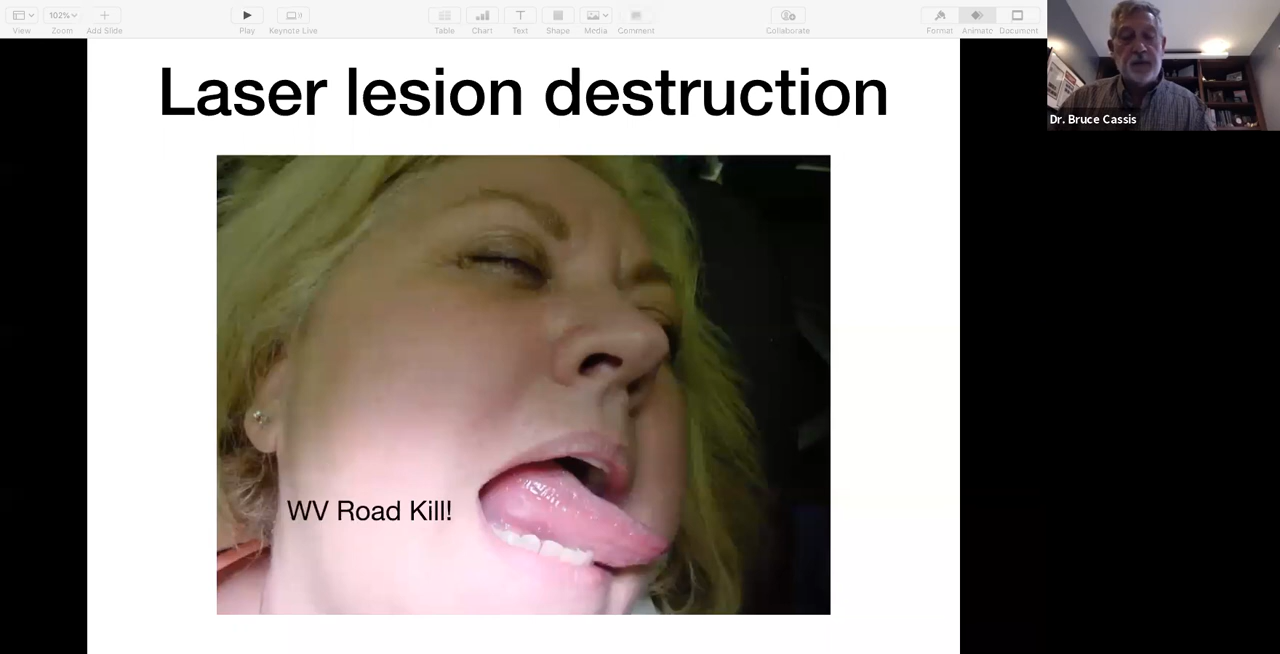 View
102%
Zoom
Add Slide
Play
Keynote Live
Table
Chart
Text
Shape
Media
Comment
Collaborate
Format
Animate
Document
Dr. Bruce Cassis
Laser lesion destruction
WV Road Kill!